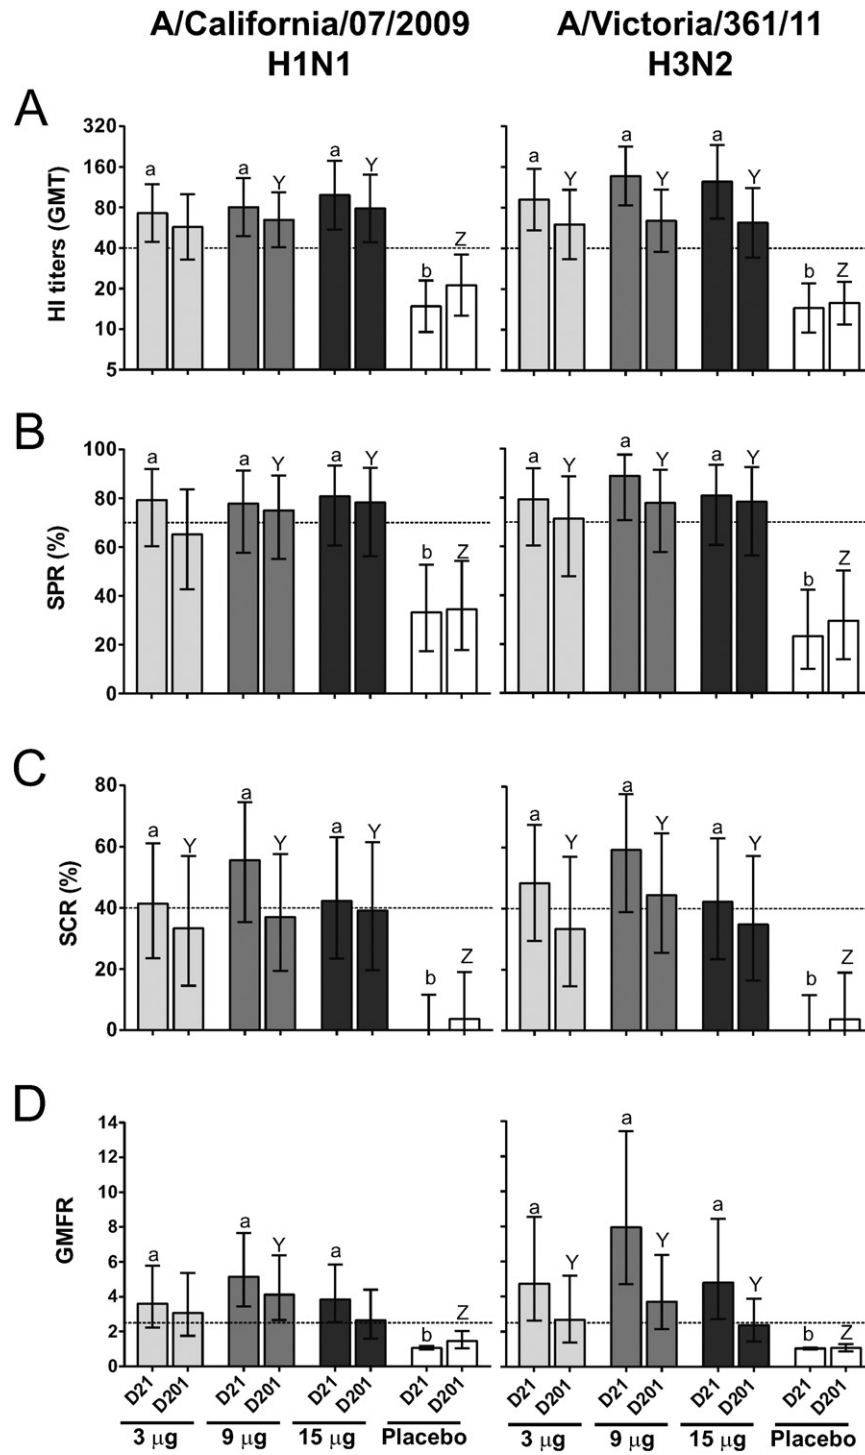 A/California/07/2009 A/Victoria/361/11
H1N1 H3N2
A
HI titers (GMT)
320
160
80
40
20
10
5
a a Y a Y b Z a Y a Y a Y b Z
B
SPR (%)
100
80
60
40
20
0
a a Y a Y b Z a Y a Y a Y b Z
C
SCR (%)
80
60
40
20
0
a Y a Y a Y b Z a Y a Y a Y b Z
D
GMFR
14
12
10
8
6
4
2
0
a a Y a b Z a Y a Y a Y b Z
D21 D201 D21 D201 D21 D201 D21 D201 D21 D201 D21 D201 D21 D201 D21 D201
3 μg 9 μg 15 μg Placebo 3 μg 9 μg 15 μg Placebo